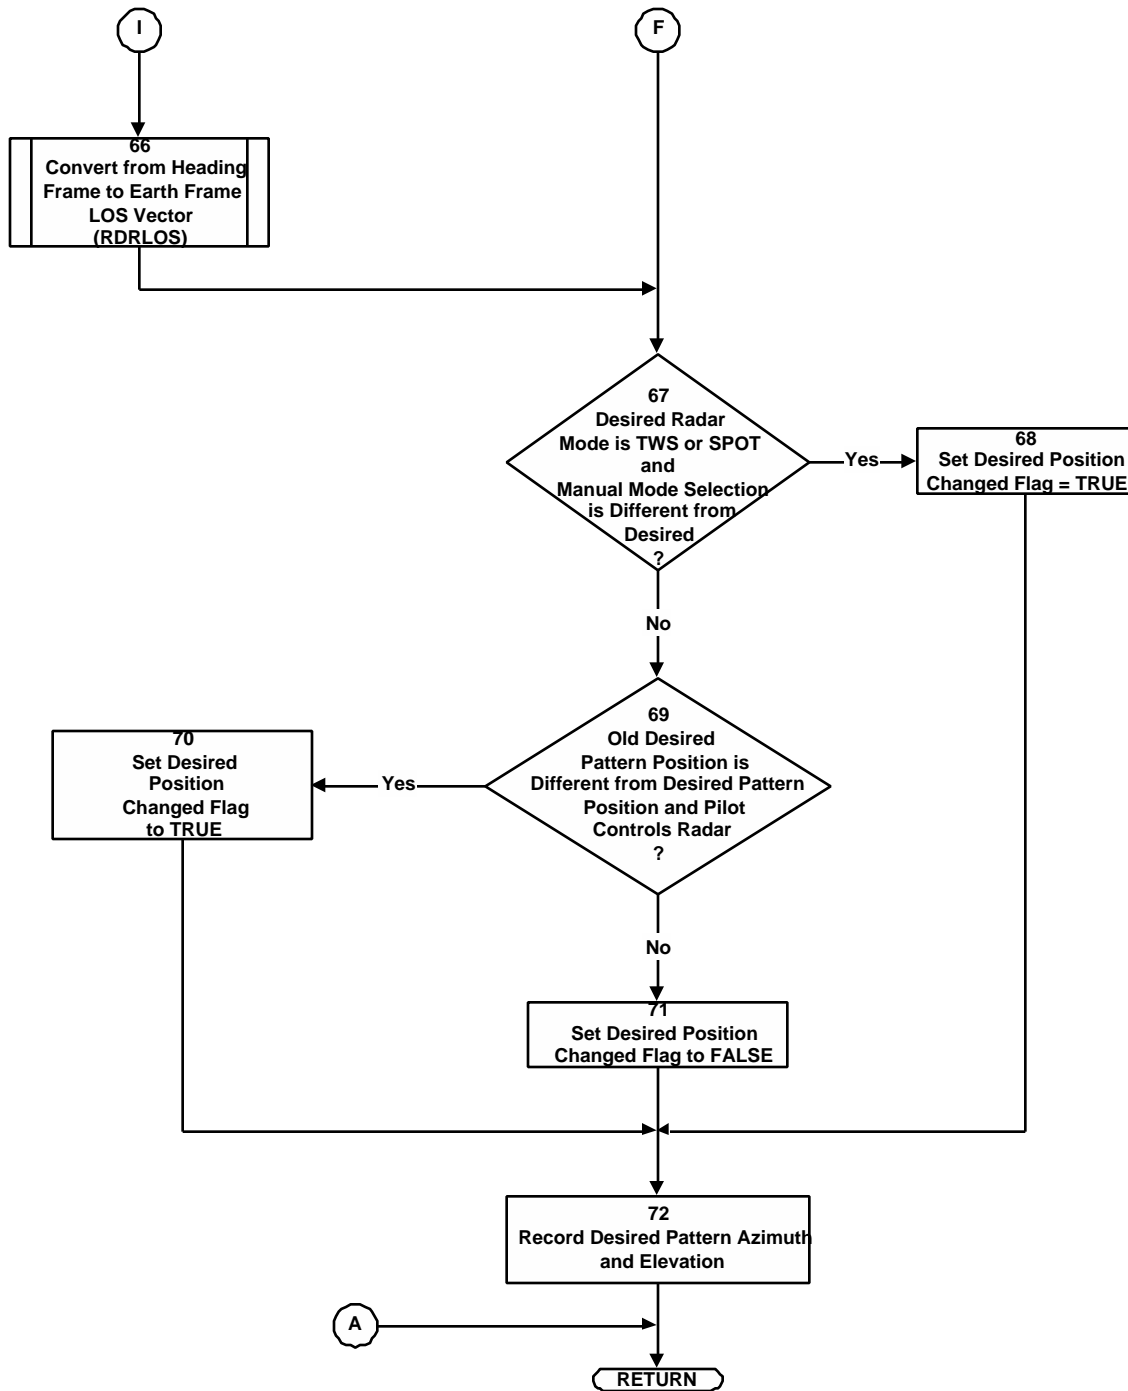 I
F
66
Convert from Heading
Frame to Earth Frame
LOS Vector
(RDRLOS)
67
Desired Radar
Mode is TWS or SPOT
and
Manual Mode Selection
is Different from
Desired
?
Yes
68
Set Desired Position
Changed Flag = TRUE
No
69
Old Desired
Pattern Position is
Different from Desired Pattern
Position and Pilot
Controls Radar
?
Yes
70
Set Desired
Position
Changed Flag
to TRUE
No
71
Set Desired Position
Changed Flag to FALSE
72
Record Desired Pattern Azimuth
and Elevation
A
RETURN